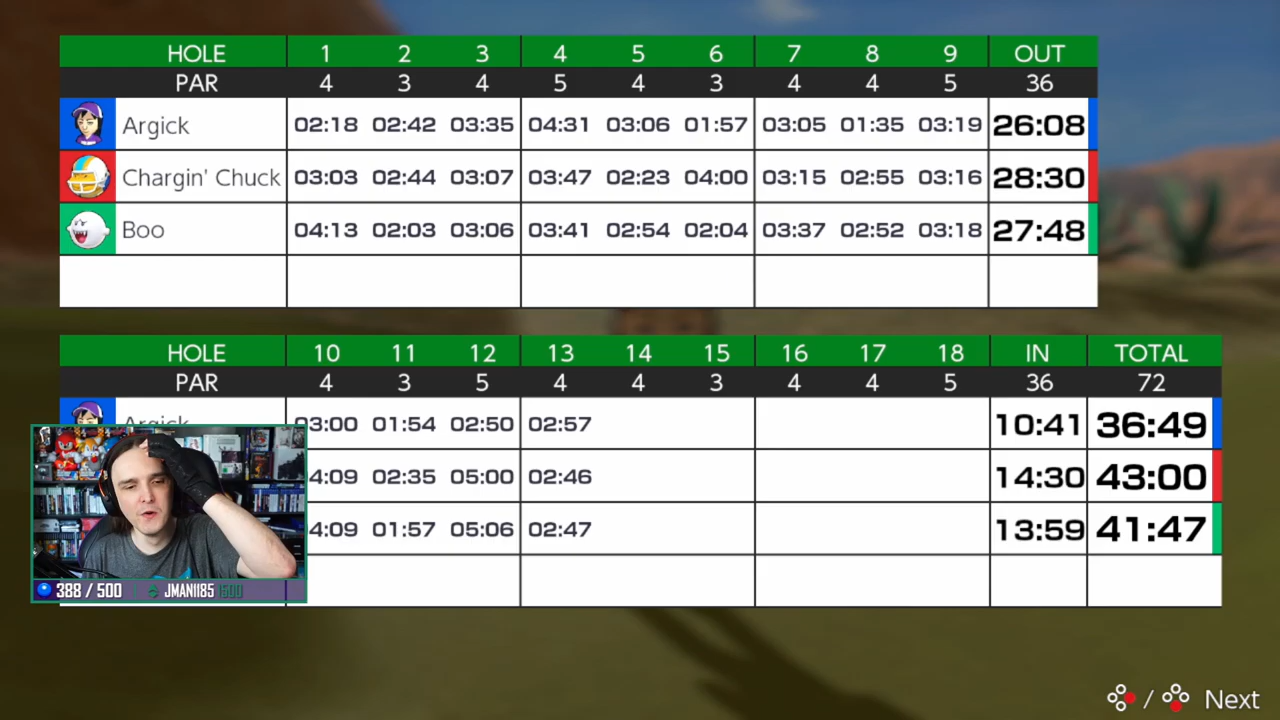 HOLE 1 2 3 4 5 6 7 8 9 OUT
PAR 4 3 4 5 4 3 4 4 5 36
Argick 02:18 02:42 03:35 04:31 03:06 01:57 03:05 01:35 03:19 26:08
Chargin' Chuck 03:03 02:44 03:07 03:47 02:23 04:00 03:15 02:55 03:16 28:30
Boo 04:13 02:03 03:06 03:41 02:54 02:04 03:37 02:52 03:18 27:48
HOLE 10 11 12 13 14 15 16 17 18 IN TOTAL
PAR 4 3 5 4 4 3 4 4 5 36 72
Argick 03:00 01:54 02:50 02:57 10:41 36:49
4:09 02:35 05:00 02:46 14:30 43:00
4:09 01:57 05:06 02:47 13:59 41:47
388 / 500 JMAN1185 1500
/ Next